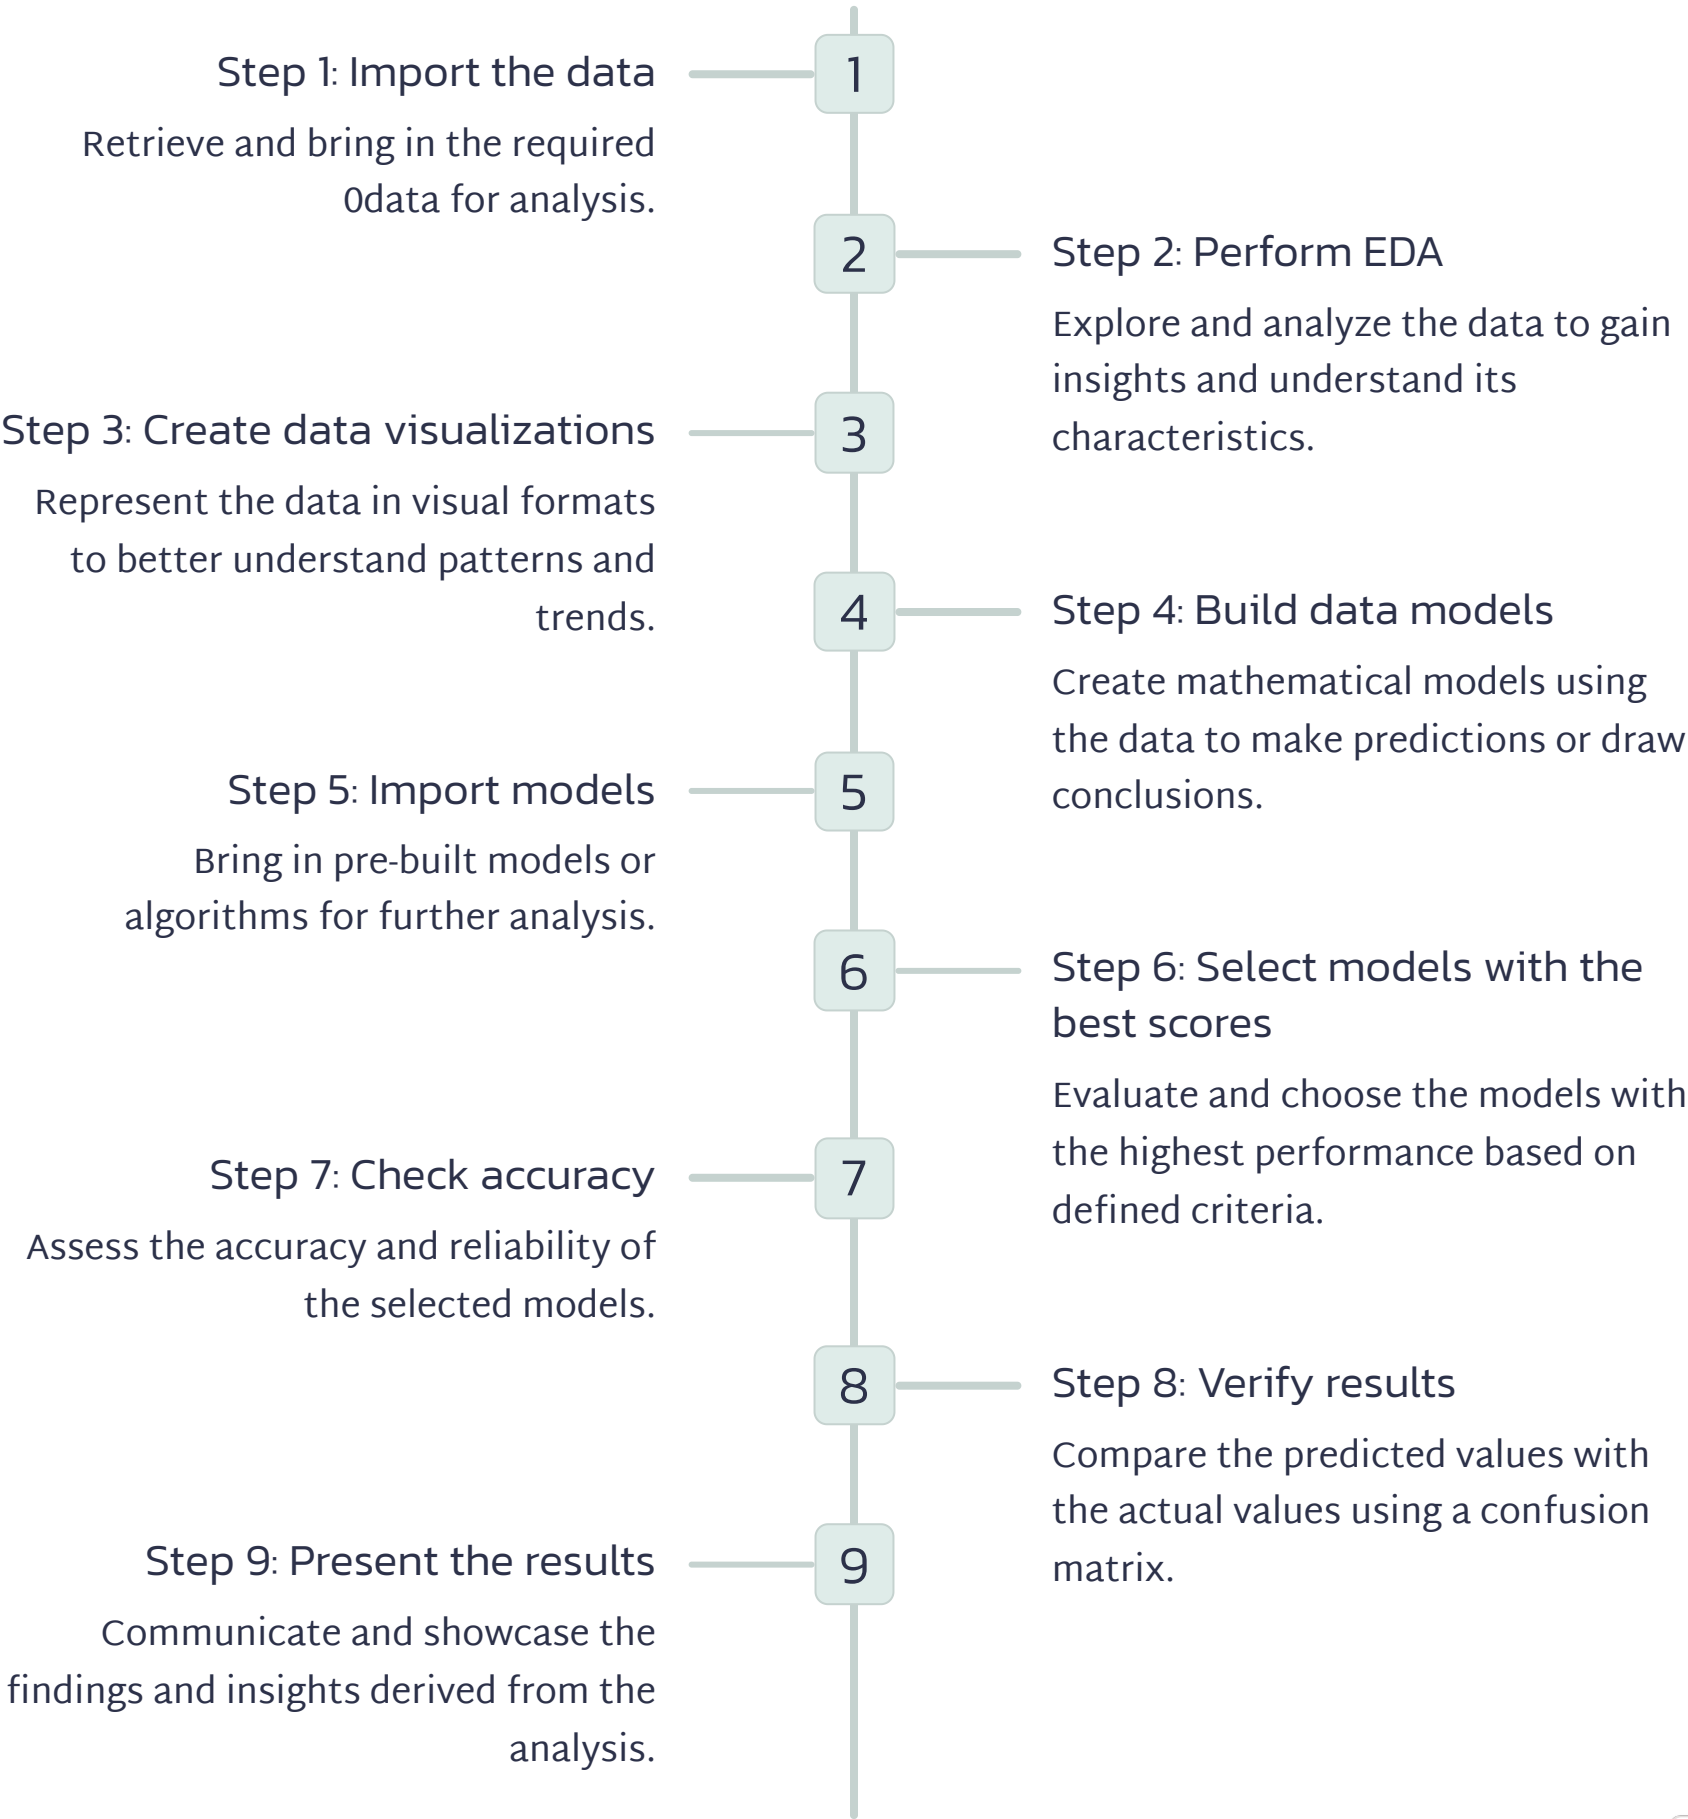 1
Step 1: Import the data
Retrieve and bring in the required
0data for analysis.
2
Step 2: Perform EDA
Explore and analyze the data to gain
insights and understand its
characteristics.
3
Step 3: Create data visualizations
Represent the data in visual formats
to better understand patterns and
trends.
4
Step 4: Build data models
Create mathematical models using
the data to make predictions or draw
conclusions.
5
Step 5: Import models
Bring in pre-built models or
algorithms for further analysis.
6
Step 6: Select models with the
best scores
Evaluate and choose the models with
the highest performance based on
defined criteria.
7
Step 7: Check accuracy
Assess the accuracy and reliability of
the selected models.
8
Step 8: Verify results
Compare the predicted values with
the actual values using a confusion
matrix.
9
Step 9: Present the results
Communicate and showcase the
findings and insights derived from the
analysis.